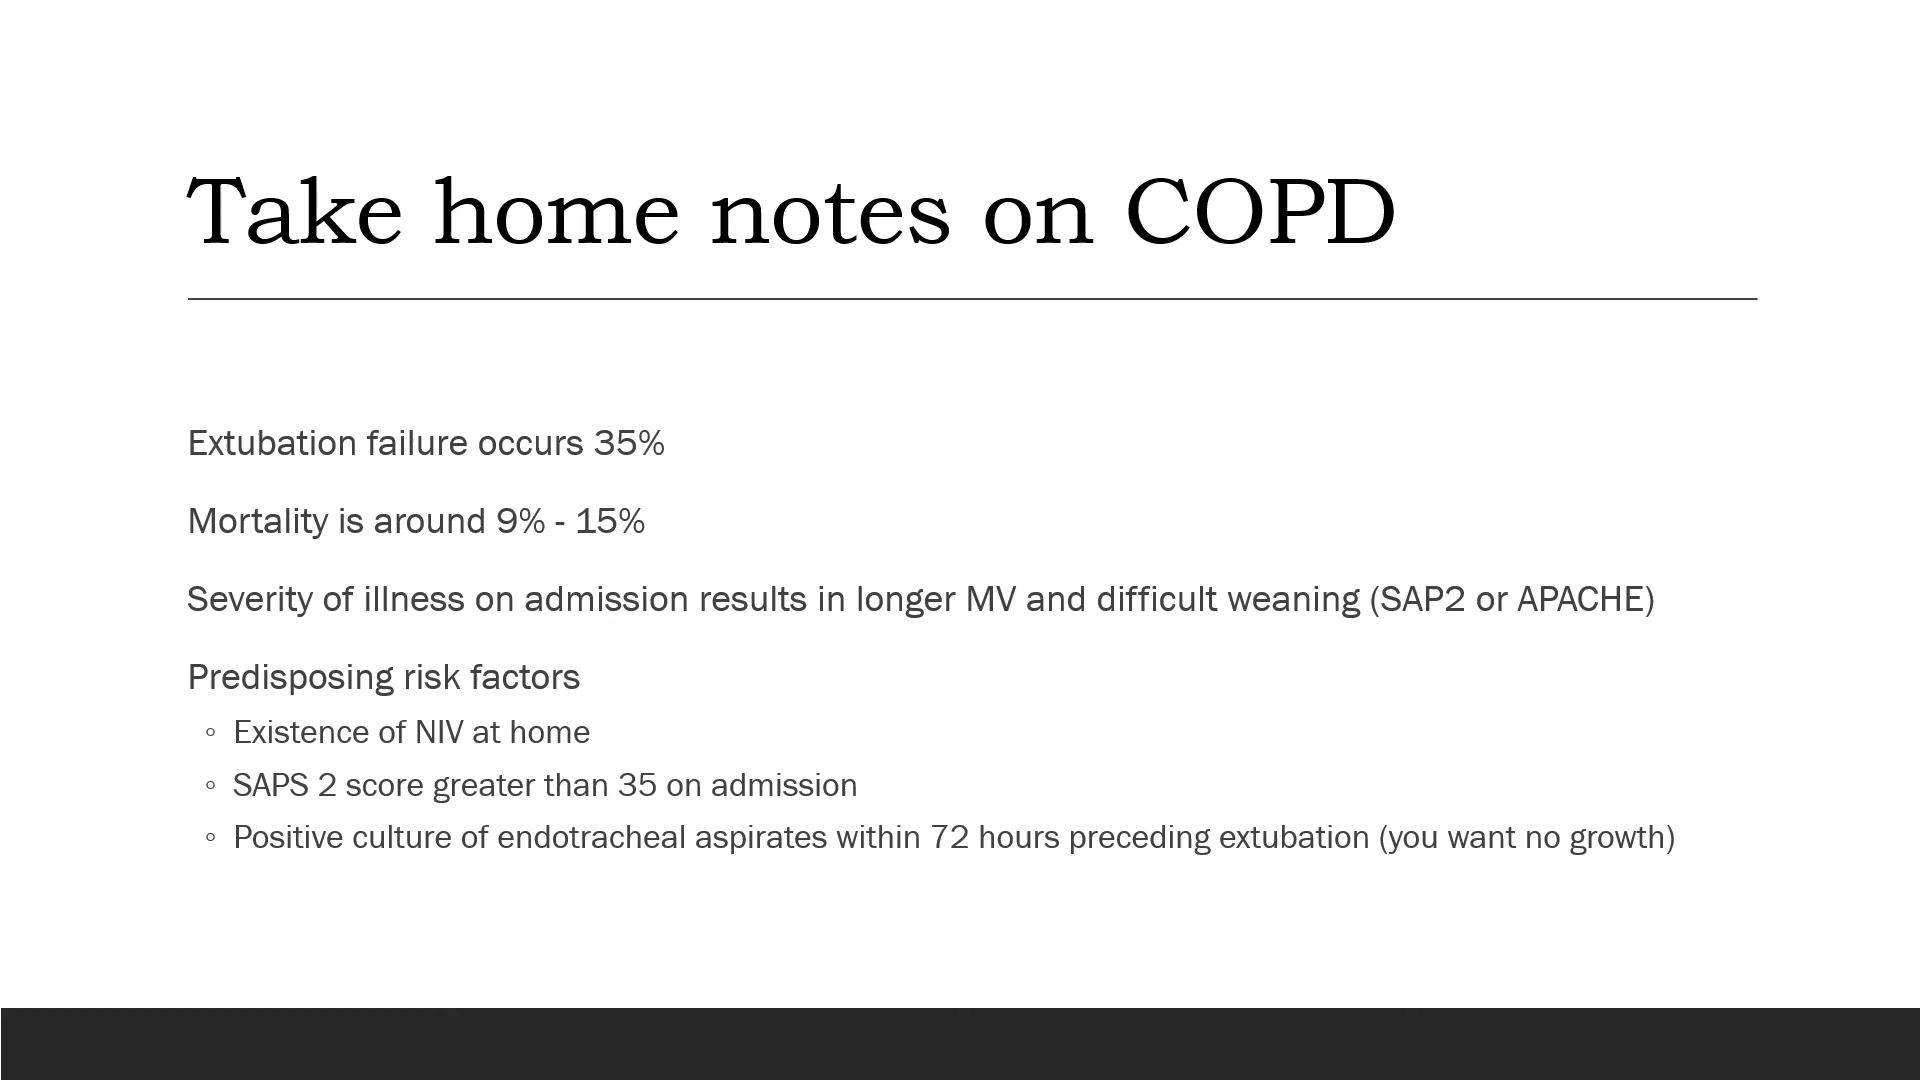 Take home notes on COPD
Extubation failure occurs 35%
Mortality is around 9% - 15%
Severity of illness on admission results in longer MV and difficult weaning (SAP2 or APACHE)
Predisposing risk factors
◦ Existence of NIV at home
◦ SAPS 2 score greater than 35 on admission
◦ Positive culture of endotracheal aspirates within 72 hours preceding extubation (you want no growth)